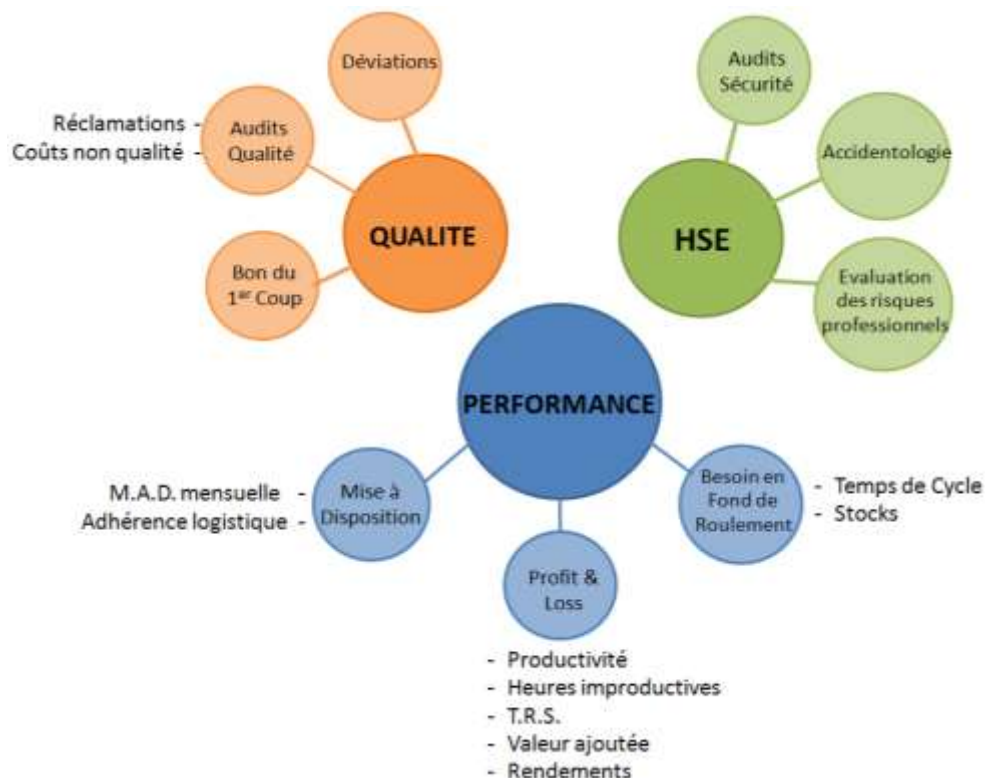 Déviations
Réclamations -
Coûts non qualité -
Audits
Qualité
QUALITE
Bon du
1er Coup
Audits
Sécurité
Accidentologie
HSE
Evaluation
des risques
professionnels
PERFORMANCE
M.A.D. mensuelle -
Adhérence logistique -
Mise à
Disposition
Profit &
Loss
- Productivité
- Heures improductives
- T.R.S.
- Valeur ajoutée
- Rendements
Besoin en
Fond de
Roulement
- Temps de Cycle
- Stocks